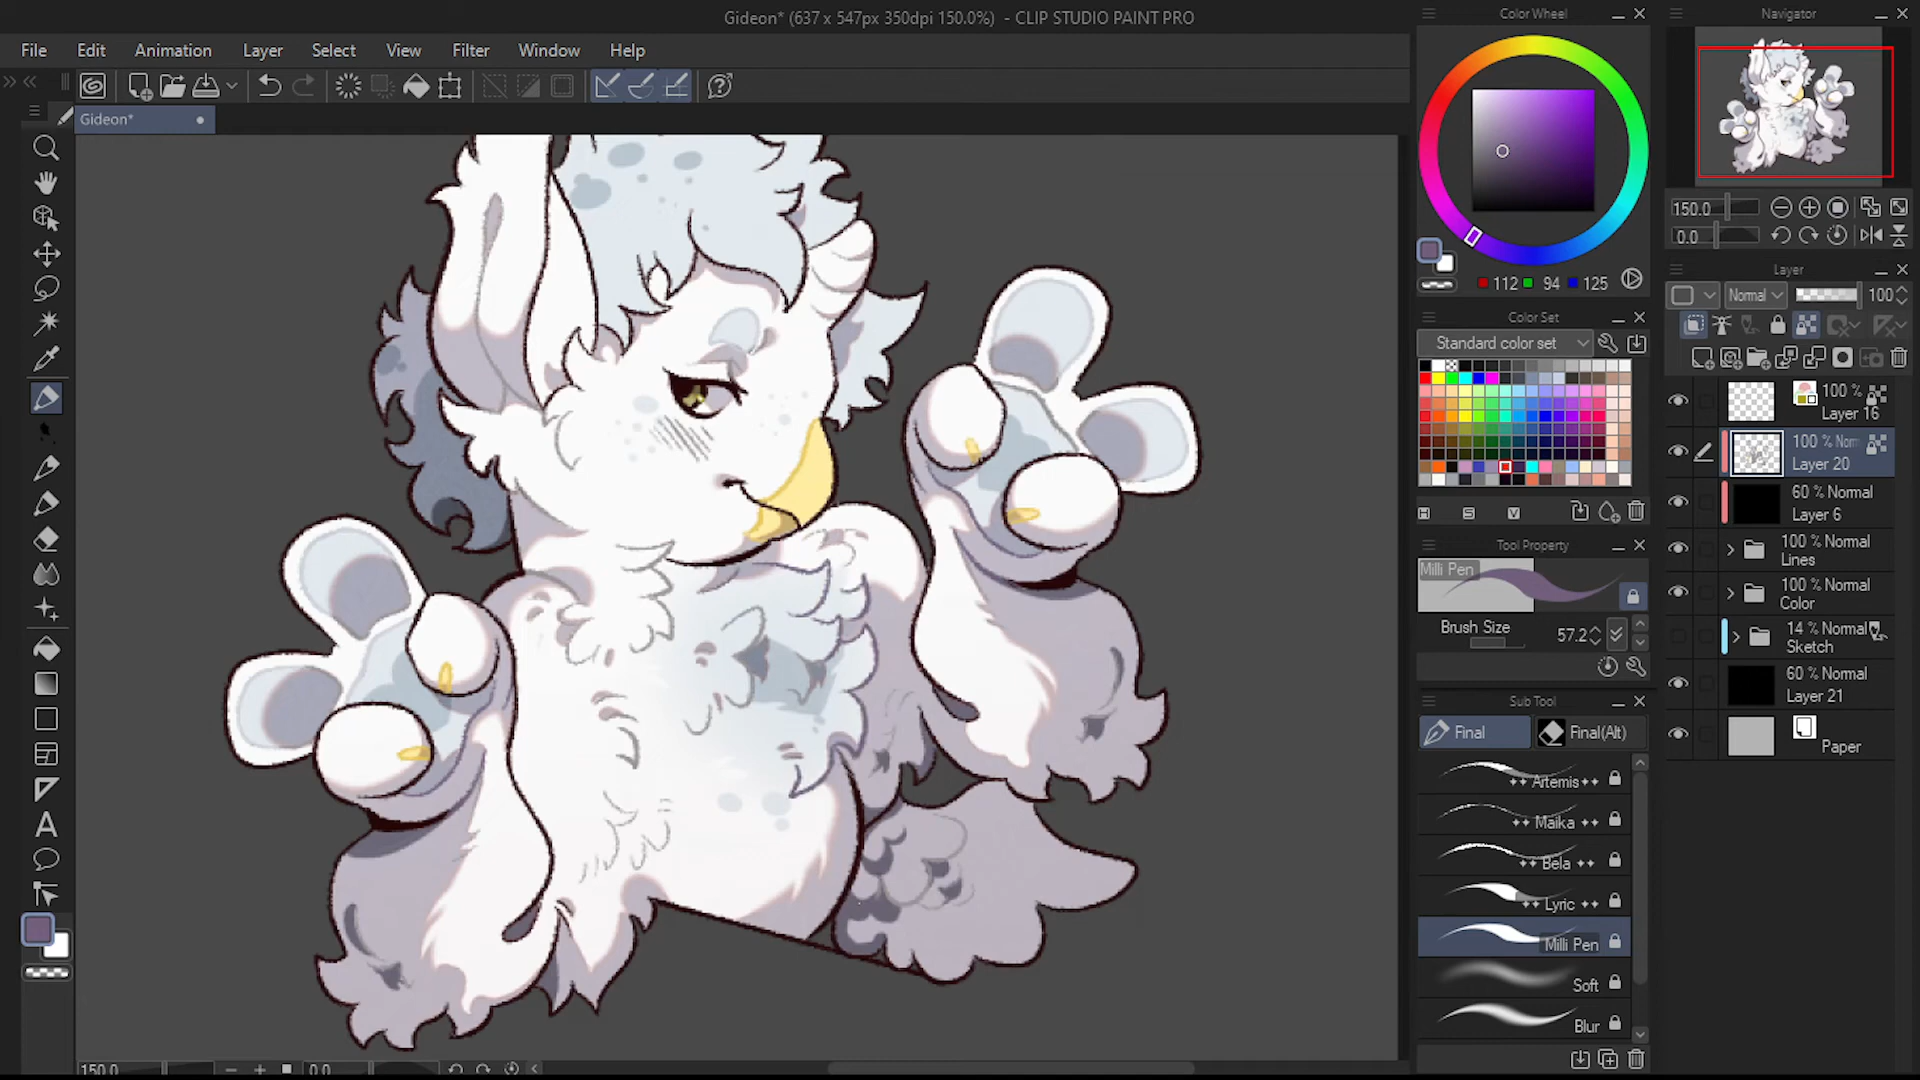 Gideon* (637 x 547px 350dpi 150.0%) - CLIP STUDIO PAINT PRO
File Edit Animation Layer Select View Filter Window Help
Gideon*
150.0 0.0
Color Wheel
112 94 125
Color Set
Standard color set
H S V
Tool Property
Milli Pen
Brush Size 57.2
Sub Tool
Final Final(Alt)
Artemis
Maika
Bela
Lyric
Milli Pen
Soft
Blur
Navigator
150.0
0.0
Layer
Normal 100
100 %
Layer 16
100 % Norm
Layer 20
60 % Normal
Layer 6
100 % Normal
Lines
100 % Normal
Color
14 % Normal
Sketch
60 % Normal
Layer 21
Paper